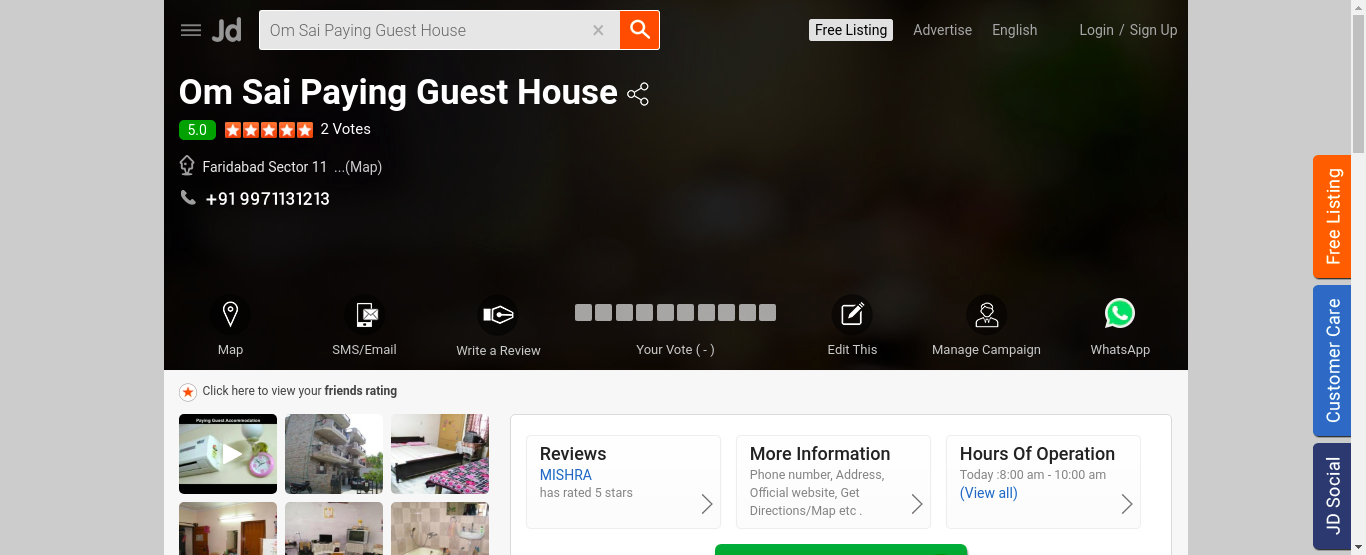 Jd
Om Sai Paying Guest House
Free Listing
Advertise
English
Login / Sign Up
Om Sai Paying Guest House
5.0
2 Votes
Faridabad Sector 11 ...(Map)
+91 9971131213
Map
SMS/Email
Write a Review
Your Vote ( - )
Edit This
Manage Campaign
WhatsApp
Click here to view your friends rating
Paying Guest Accommodation
Reviews
MISHRA
has rated 5 stars
More Information
Phone number, Address,
Official website, Get
Directions/Map etc .
Hours Of Operation
Today :8:00 am - 10:00 am
(View all)
Free Listing
Customer Care
JD Social